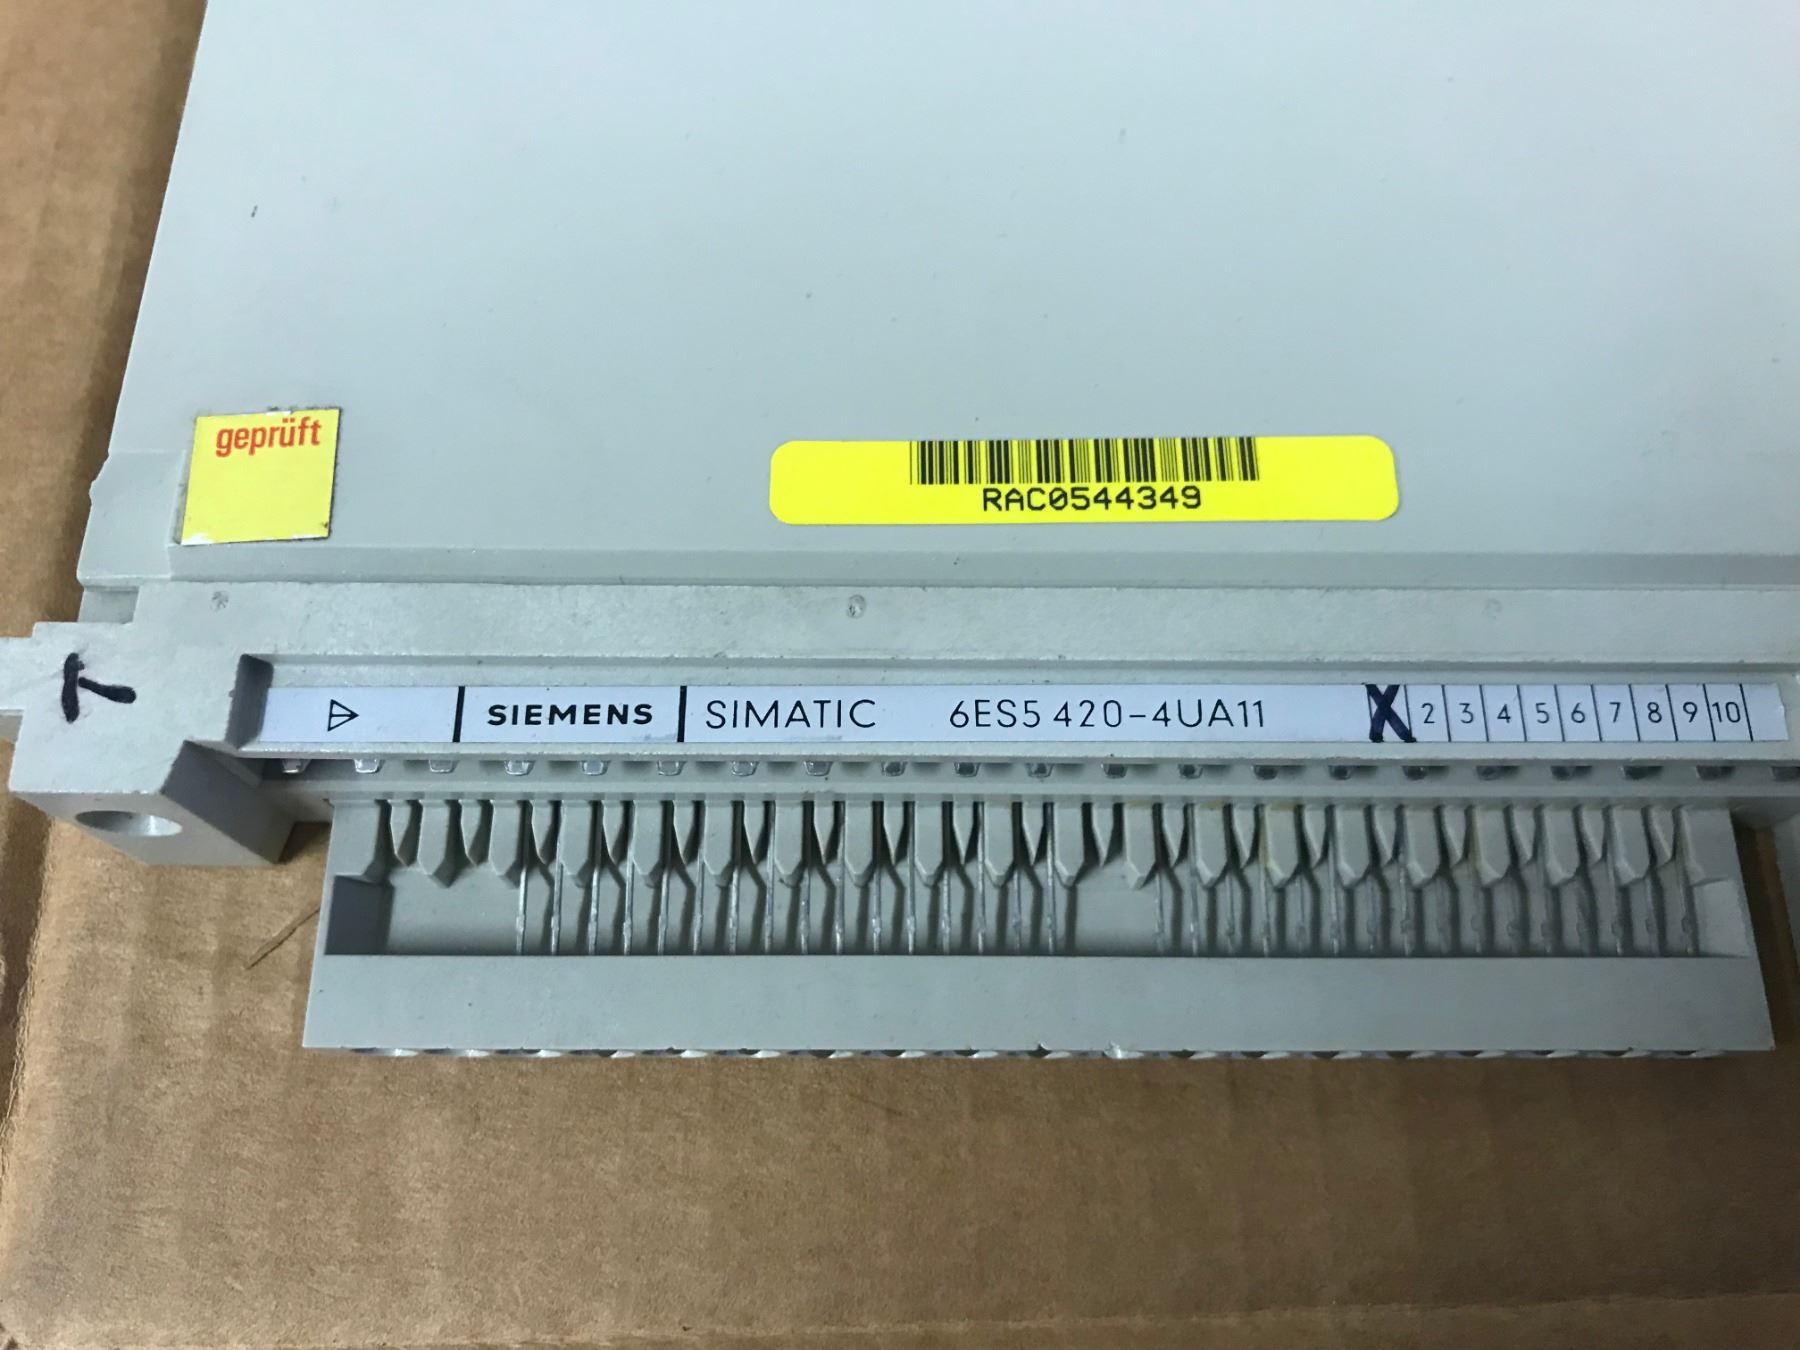 geprüft
RAC0544349
SIEMENS SIMATIC 6ES5 420-4UA11 X 2 3 4 5 6 7 8 9 10